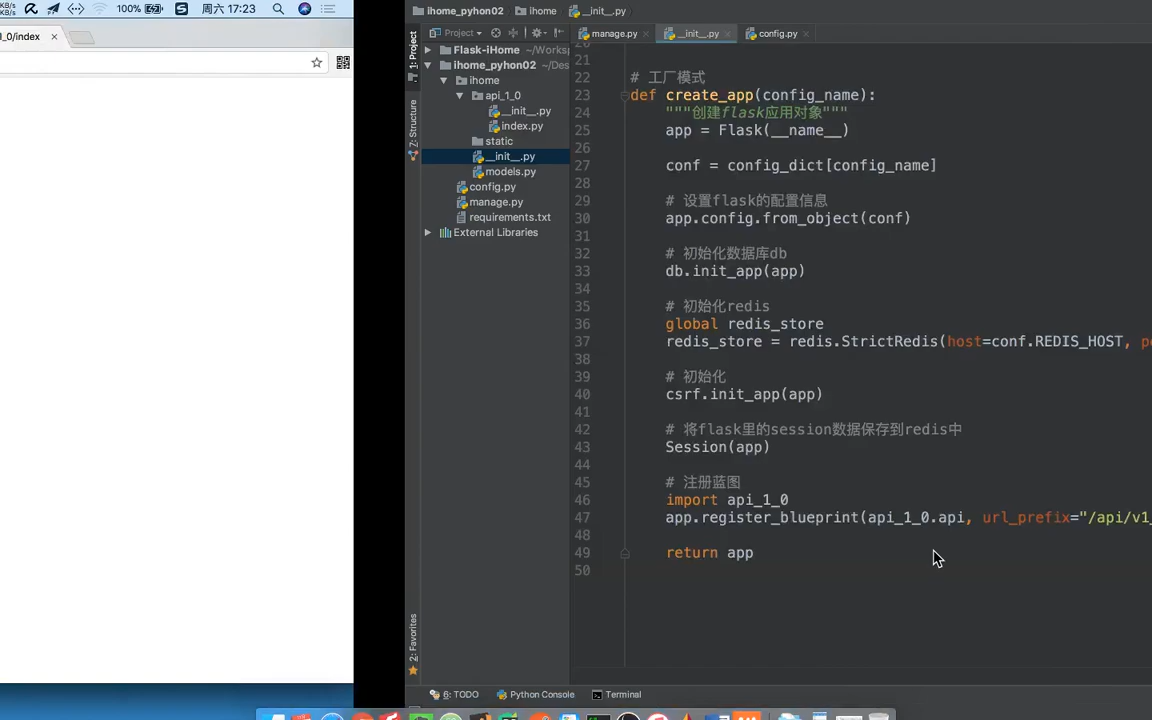 KB/s
KB/s
100%
周六 17:23
_0/index
ihome_pyhon02
ihome
__init__.py
Project
manage.py
__init__.py
config.py
1: Project
Z: Structure
2: Favorites
Flask-iHome ~/Works
ihome_pyhon02 ~/Des
ihome
api_1_0
__init__.py
index.py
static
__init__.py
models.py
config.py
manage.py
requirements.txt
External Libraries
20
21
22 # 工厂模式
23 def create_app(config_name):
24 """创建flask应用对象"""
25 app = Flask(__name__)
26
27 conf = config_dict[config_name]
28
29 # 设置flask的配置信息
30 app.config.from_object(conf)
31
32 # 初始化数据库db
33 db.init_app(app)
34
35 # 初始化redis
36 global redis_store
37 redis_store = redis.StrictRedis(host=conf.REDIS_HOST, po
38
39 # 初始化
40 csrf.init_app(app)
41
42 # 将flask里的session数据保存到redis中
43 Session(app)
44
45 # 注册蓝图
46 import api_1_0
47 app.register_blueprint(api_1_0.api, url_prefix="/api/v1_
48
49 return app
50
6: TODO
Python Console
Terminal